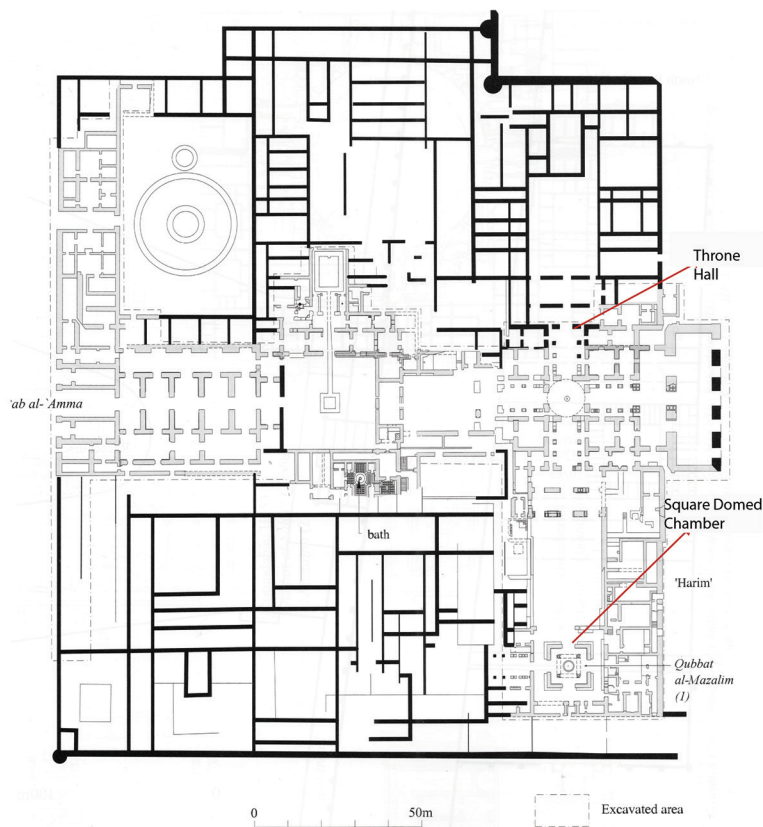 Throne
Hall
'ab al-`Amma
Square Domed
Chamber
bath
'Harim'
Qubbat
al-Mazalim
(1)
0 50m
Excavated area